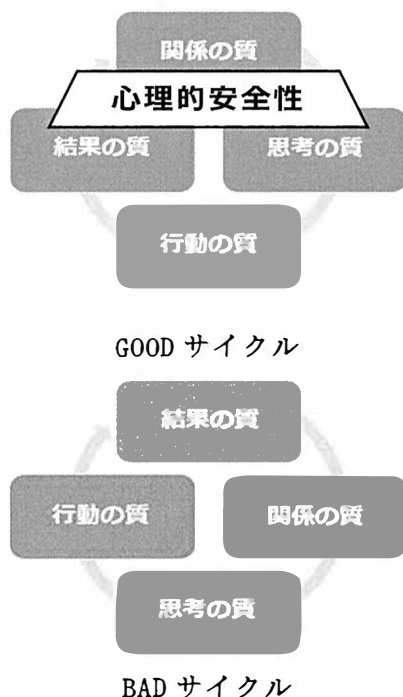 関係の質
心理的安全性
結果の質
思考の質
行動の質
GOOD サイクル
結果の質
行動の質
関係の質
思考の質
BAD サイクル